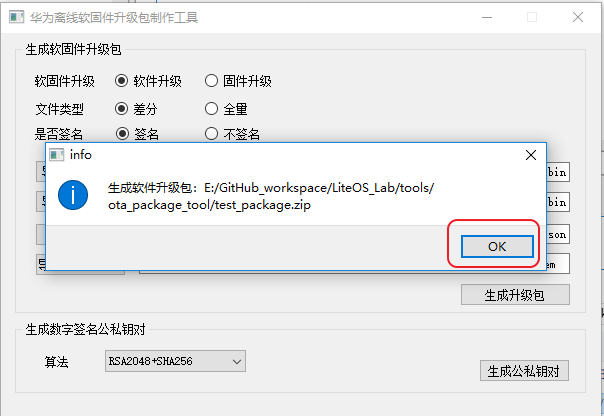 华为离线软固件升级包制作工具
生成软固件升级包
软固件升级 软件升级 固件升级
文件类型 差分 全量
是否签名 签名 不签名
info
bin
生成软件升级包：E:/GitHub_workspace/LiteOS_Lab/tools/
ota_package_tool/test_package.zip
bin
son
OK
em
生成升级包
生成数字签名公私钥对
算法 RSA2048+SHA256
生成公私钥对